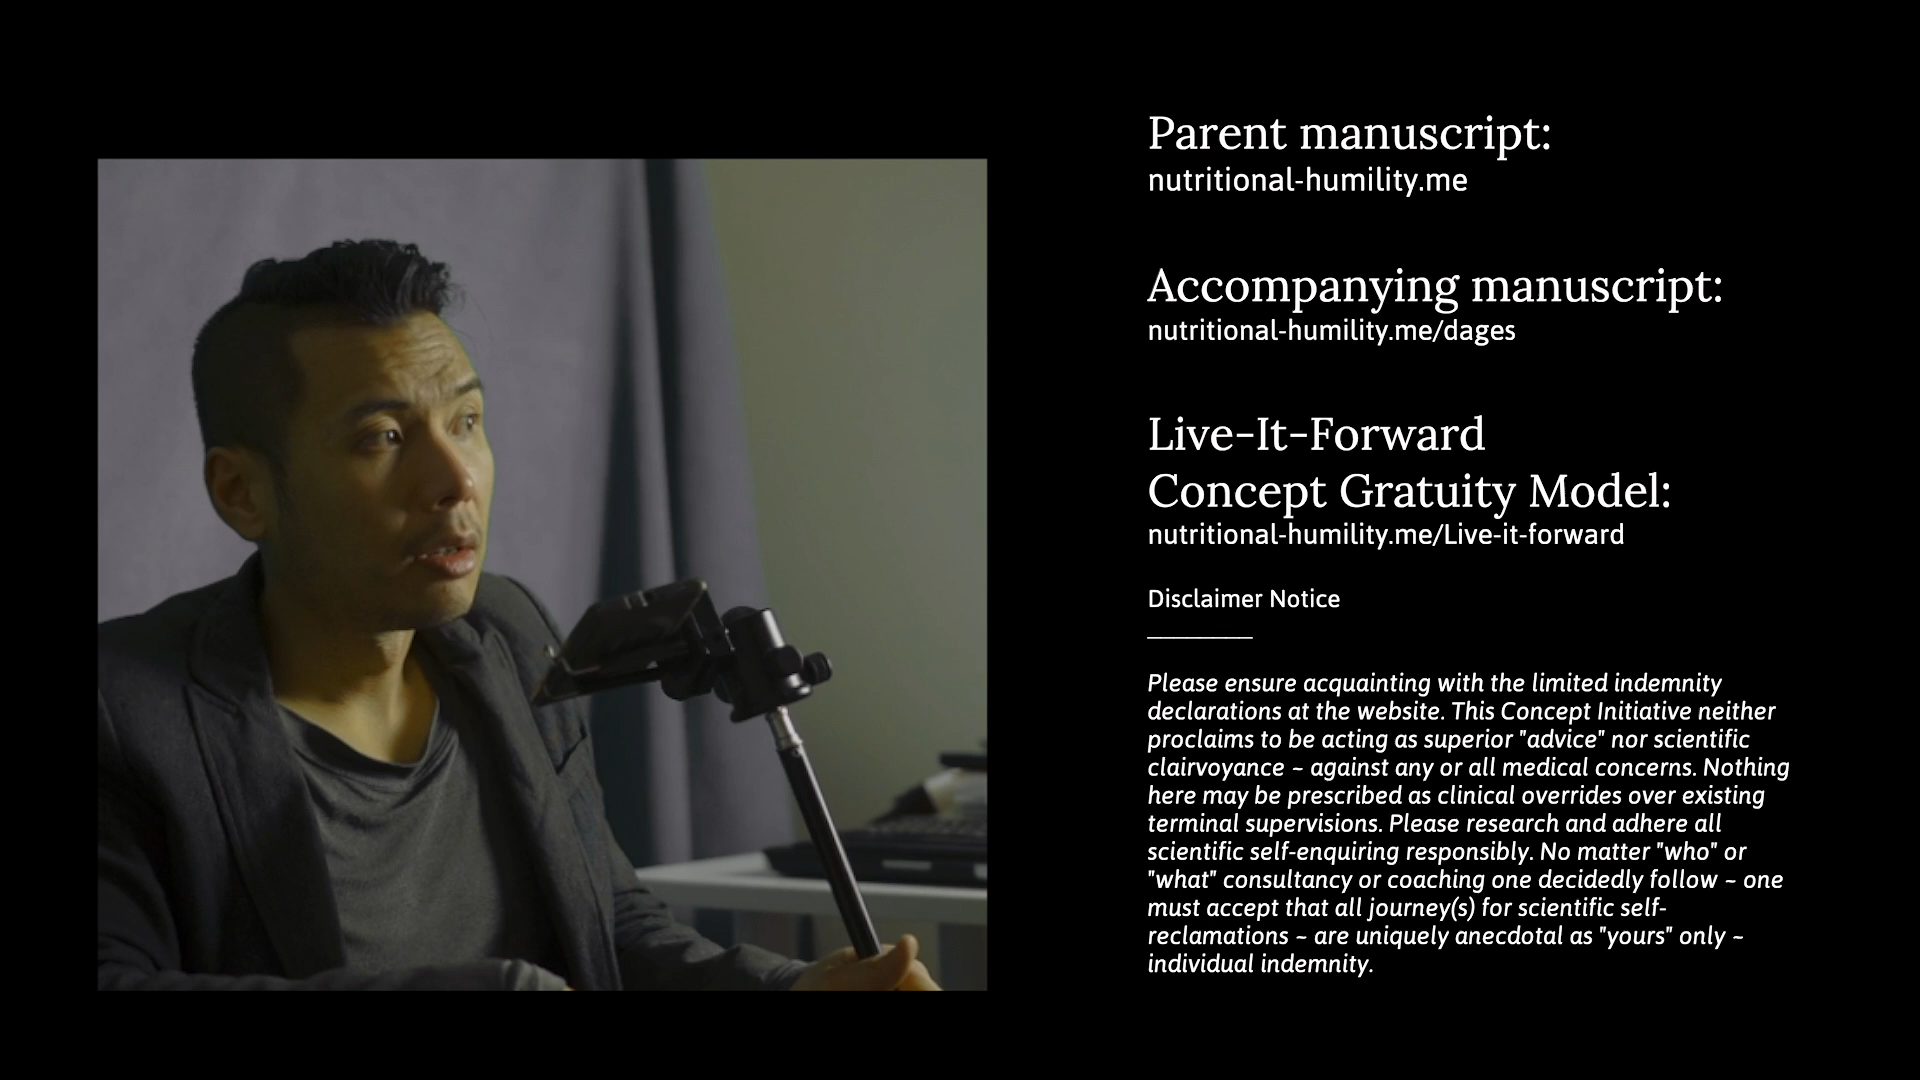 Parent manuscript:
nutritional-humility.me
Accompanying manuscript:
nutritional-humility.me/dages
Live-It-Forward
Concept Gratuity Model:
nutritional-humility.me/Live-it-forward
Disclaimer Notice
Please ensure acquainting with the limited indemnity
declarations at the website. This Concept Initiative neither
proclaims to be acting as superior "advice" nor scientific
clairvoyance ~ against any or all medical concerns. Nothing
here may be prescribed as clinical overrides over existing
terminal supervisions. Please research and adhere all
scientific self-enquiring responsibly. No matter "who" or
"what" consultancy or coaching one decidedly follow ~ one
must accept that all journey(s) for scientific self-
reclamations ~ are uniquely anecdotal as "yours" only ~
individual indemnity.